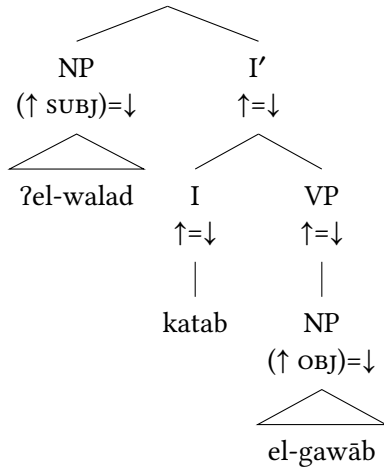 NP I′
(↑ SUBJ)=↓ ↑=↓
ʔel-walad I VP
↑=↓ ↑=↓
katab NP
(↑ OBJ)=↓
el-gawāb